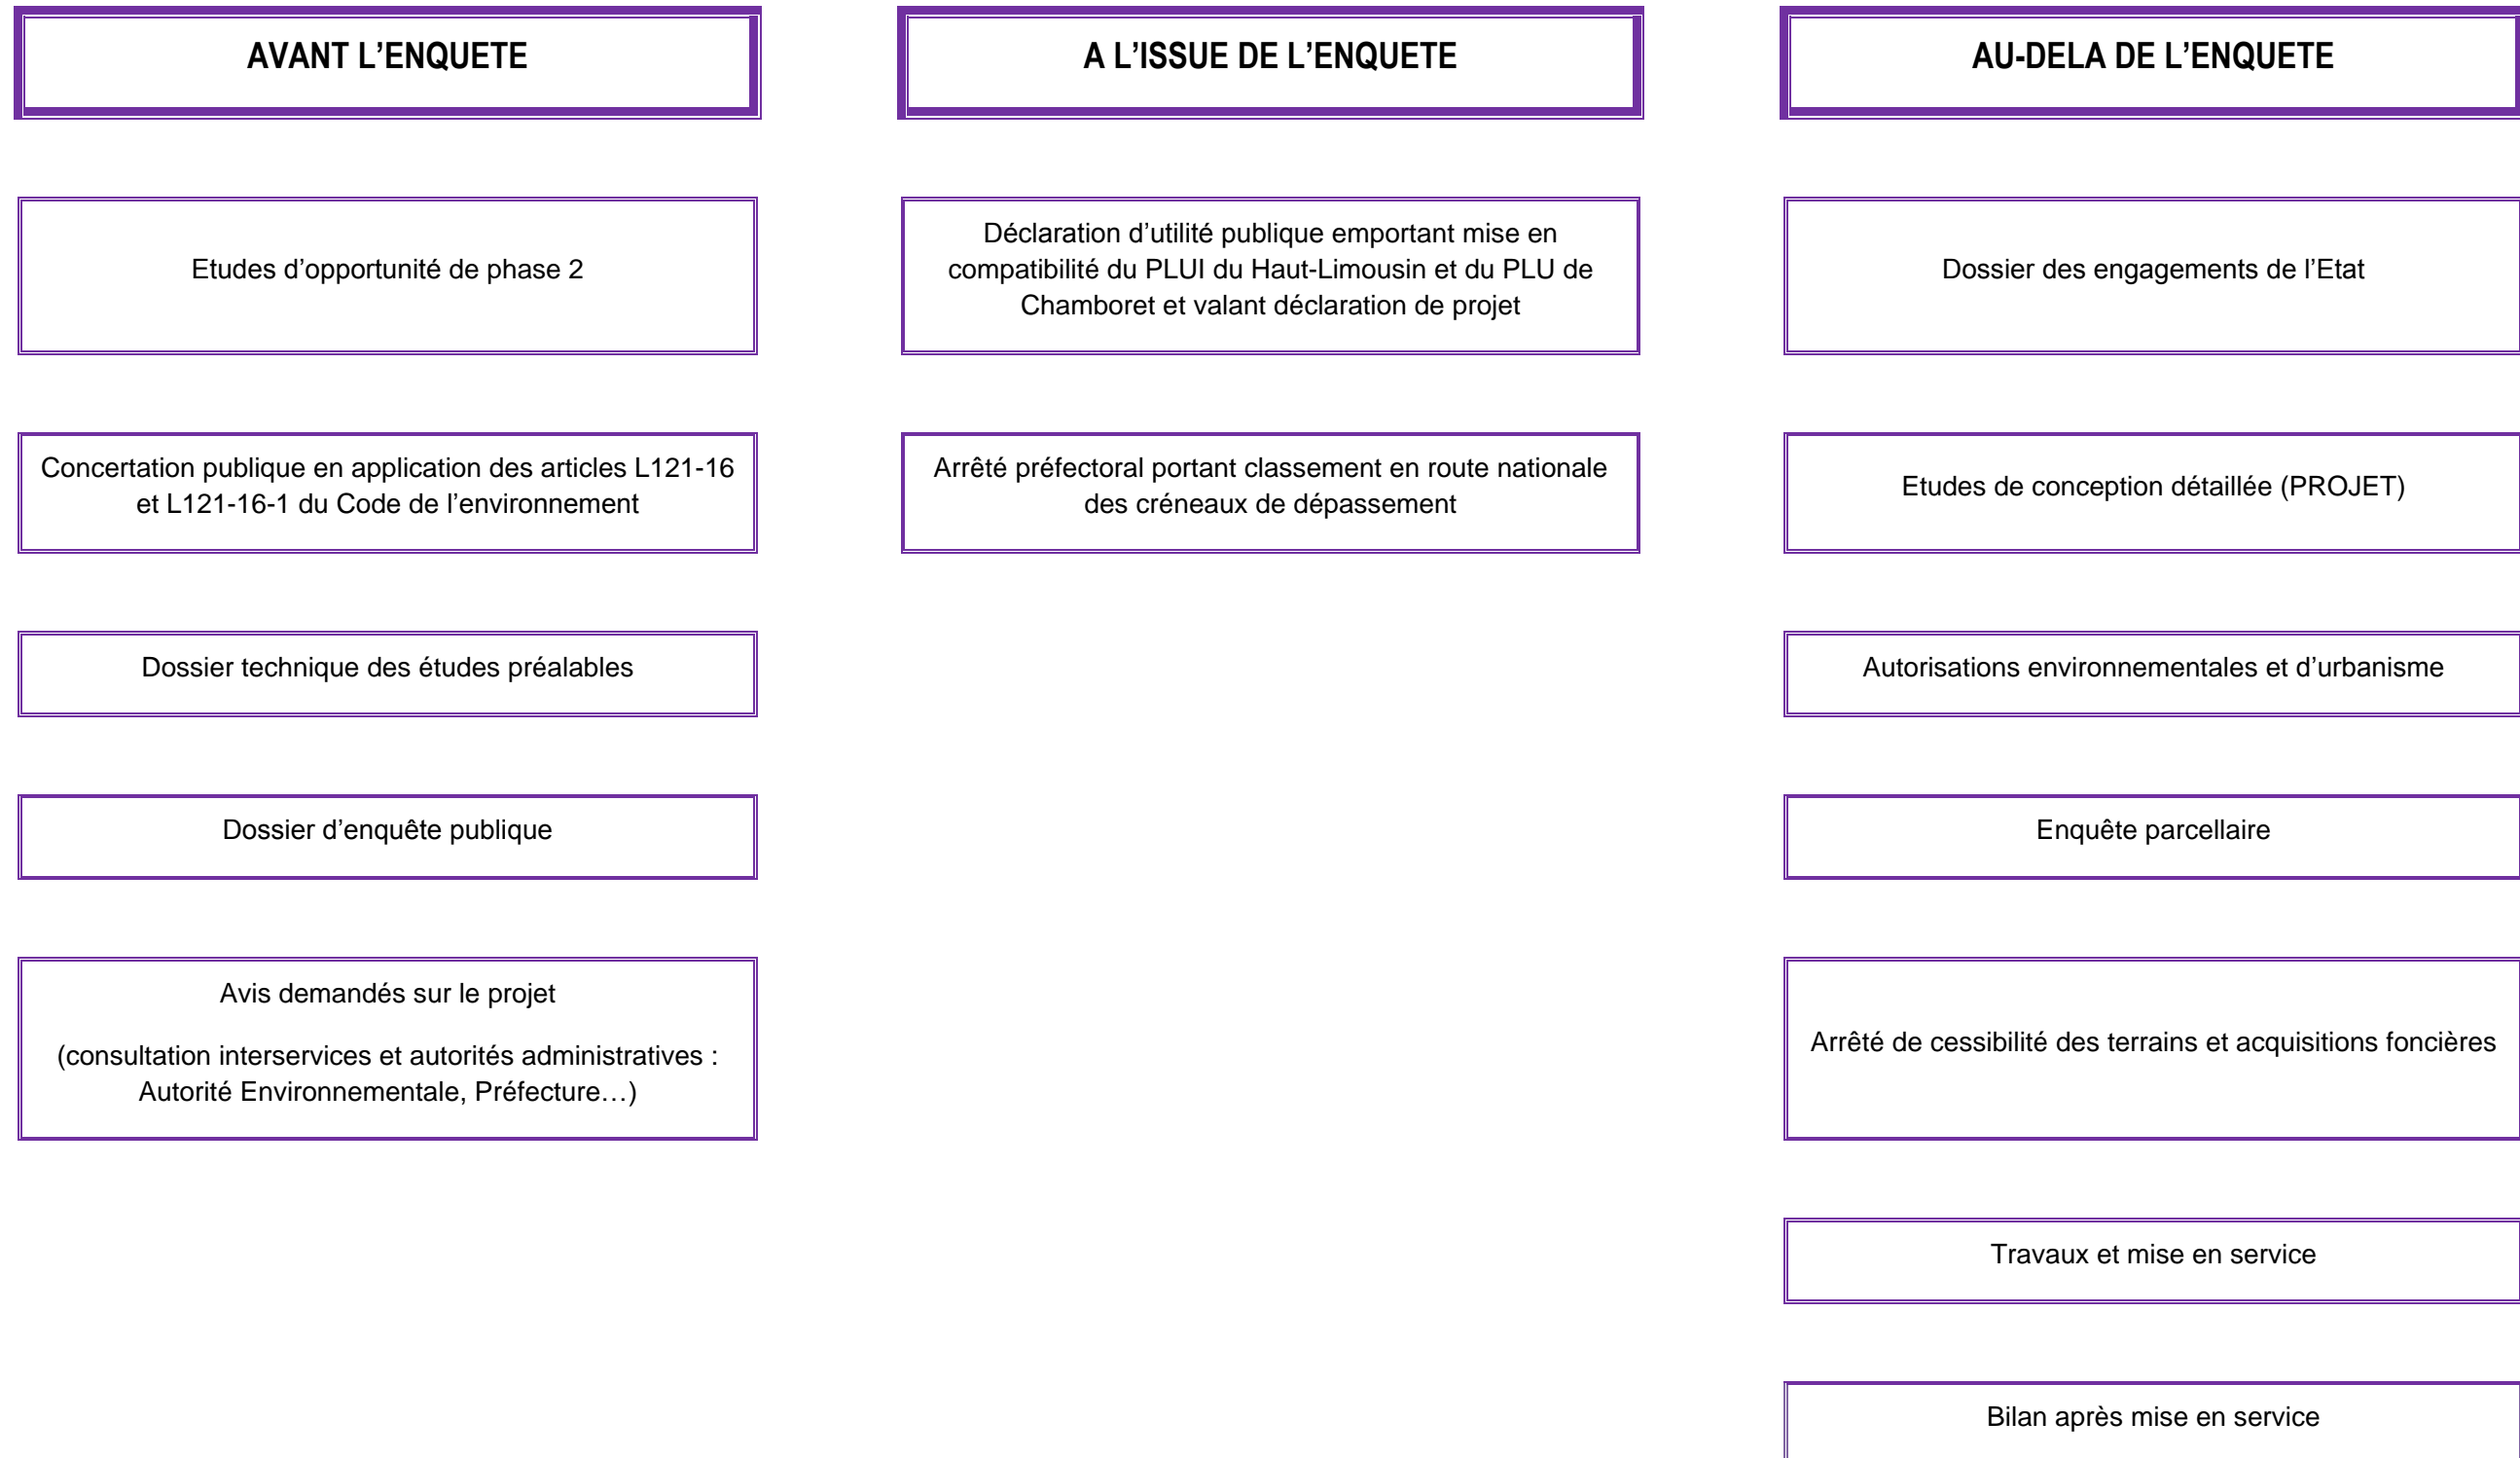 AVANT L’ENQUETE
Etudes d’opportunité de phase 2
Concertation publique en application des articles L121-16
et L121-16-1 du Code de l’environnement
Dossier technique des études préalables
Dossier d’enquête publique
Avis demandés sur le projet
(consultation interservices et autorités administratives :
Autorité Environnementale, Préfecture…)
A L’ISSUE DE L’ENQUETE
Déclaration d’utilité publique emportant mise en
compatibilité du PLUI du Haut-Limousin et du PLU de
Chamboret et valant déclaration de projet
Arrêté préfectoral portant classement en route nationale
des créneaux de dépassement
AU-DELA DE L’ENQUETE
Dossier des engagements de l’Etat
Etudes de conception détaillée (PROJET)
Autorisations environnementales et d’urbanisme
Enquête parcellaire
Arrêté de cessibilité des terrains et acquisitions foncières
Travaux et mise en service
Bilan après mise en service